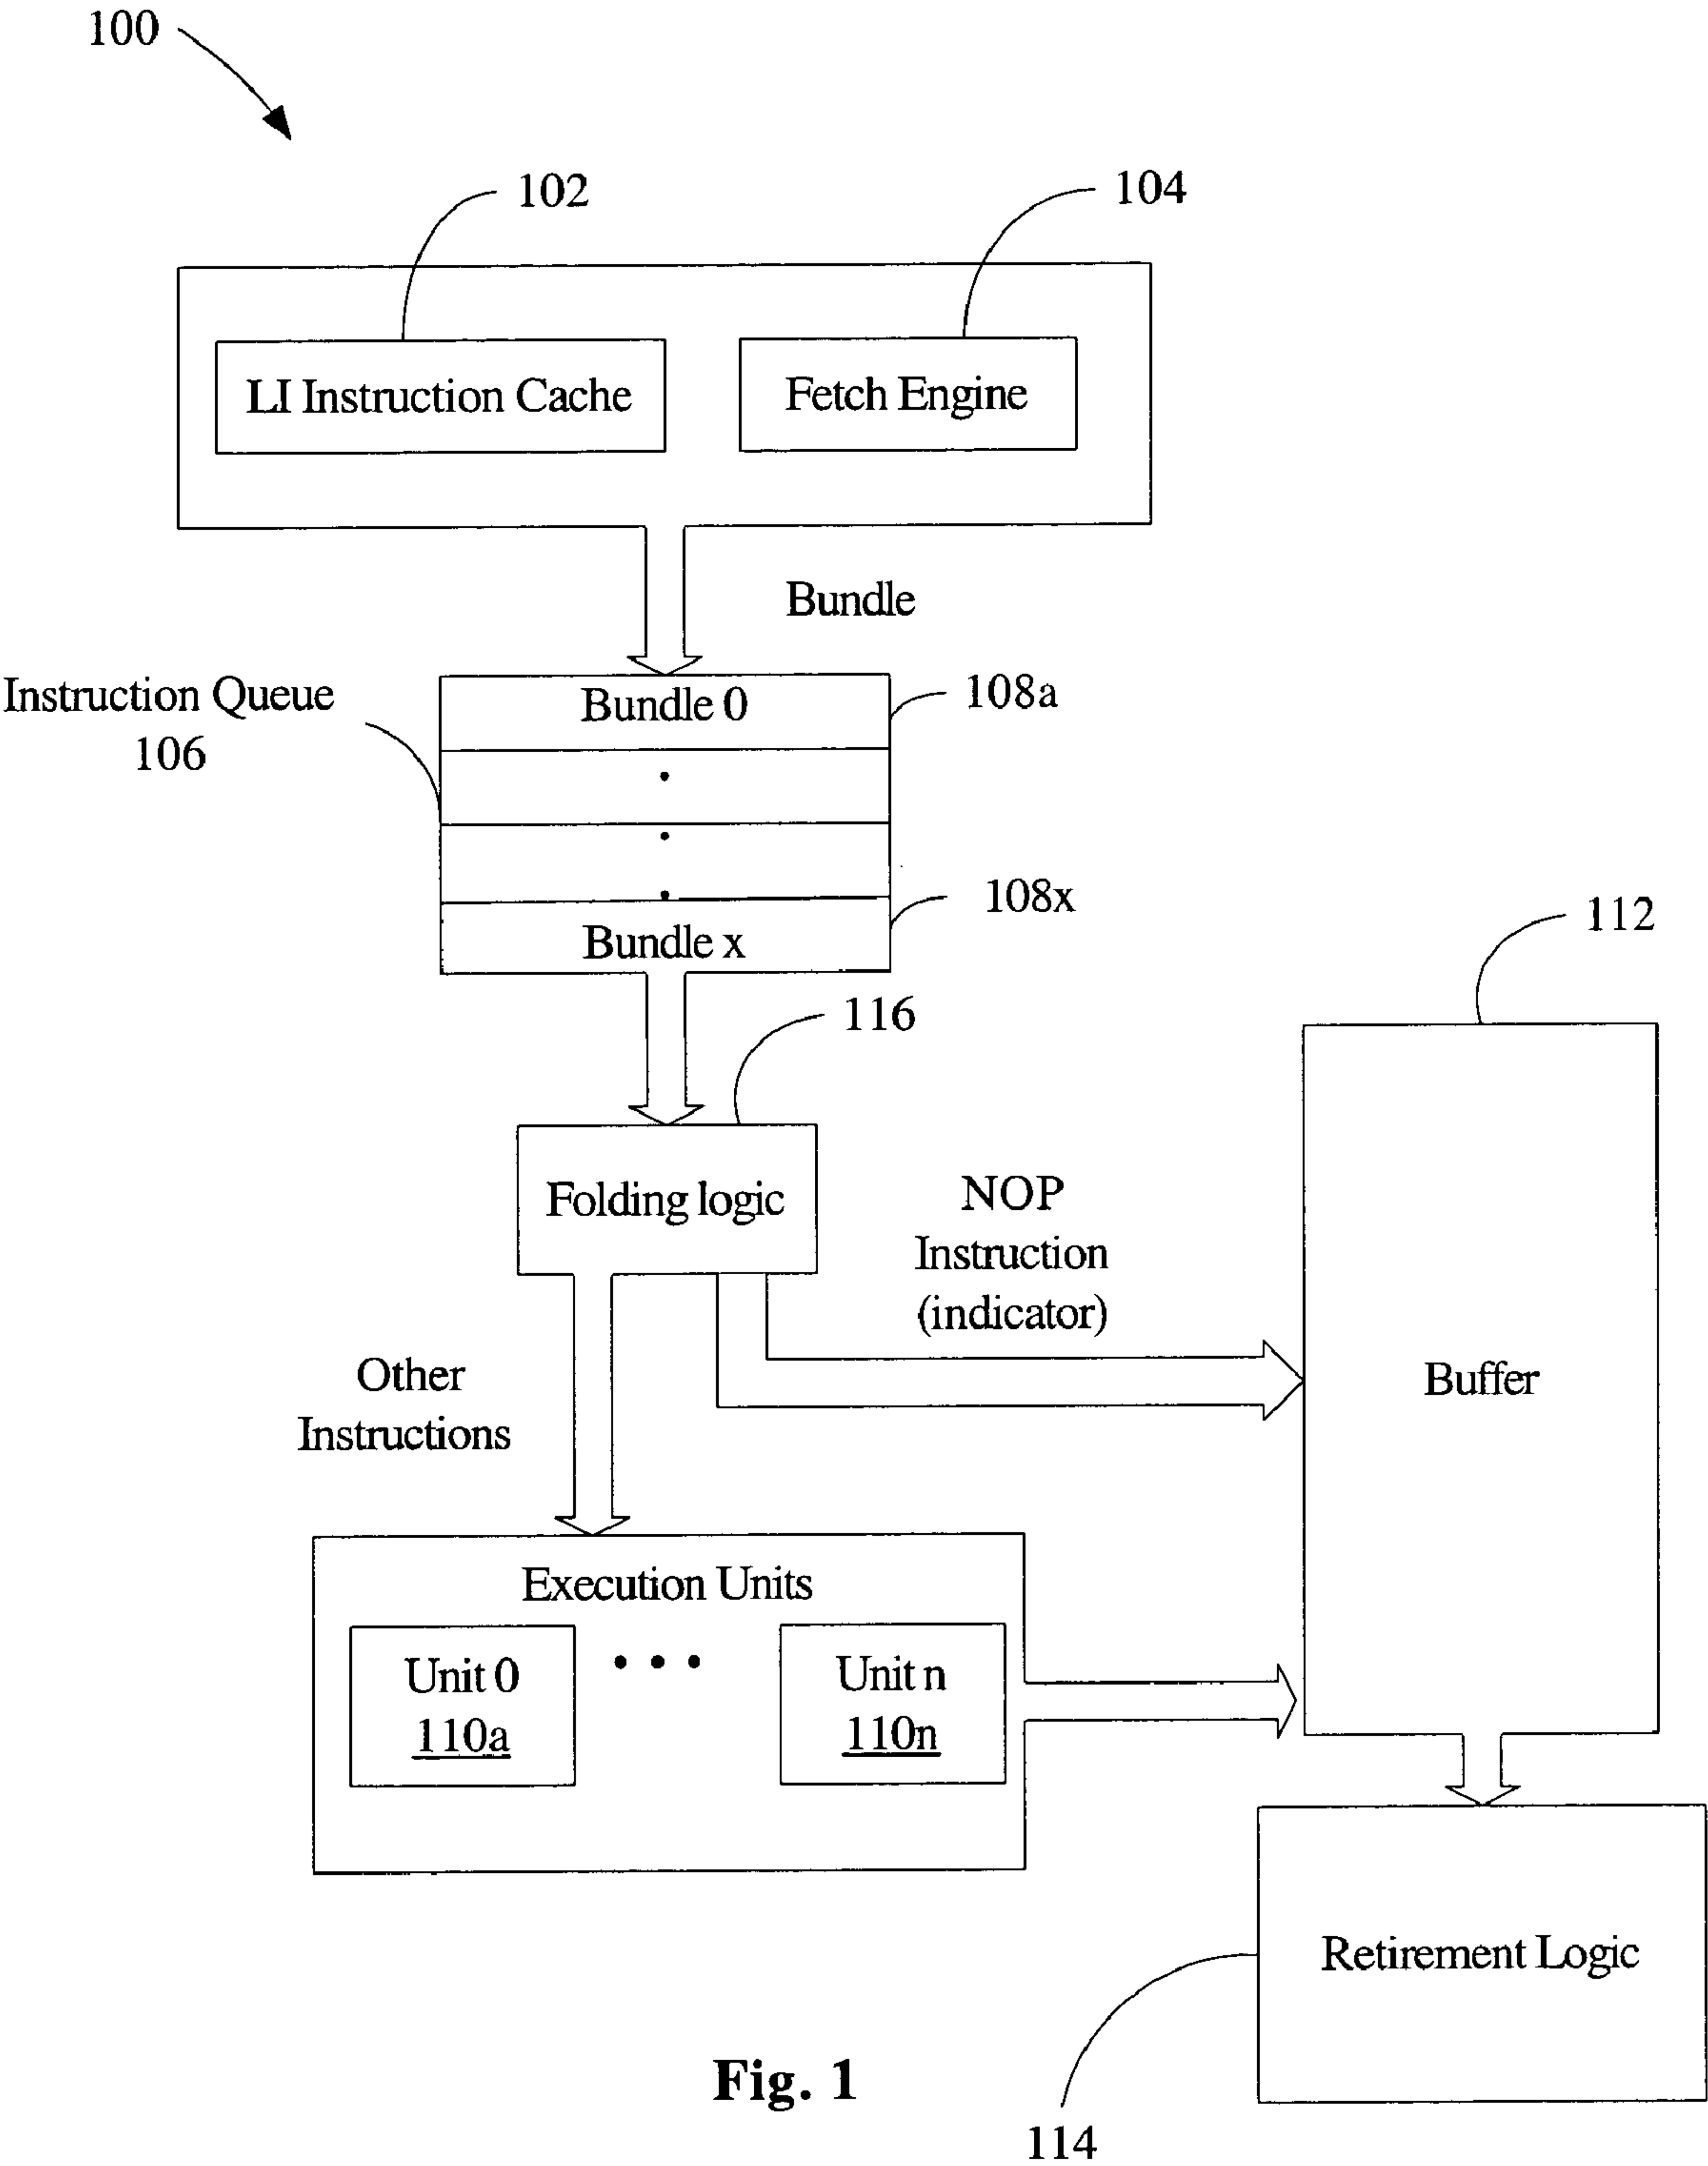 100
102
104
LI Instruction Cache
Fetch Engine
Bundle
Instruction Queue
106
Bundle 0
108a
108x
Bundle x
112
116
Folding logic
NOP
Instruction
(indicator)
Other
Instructions
Buffer
Execution Units
Unit 0
110a
Unit n
110n
Retirement Logic
Fig. 1
114